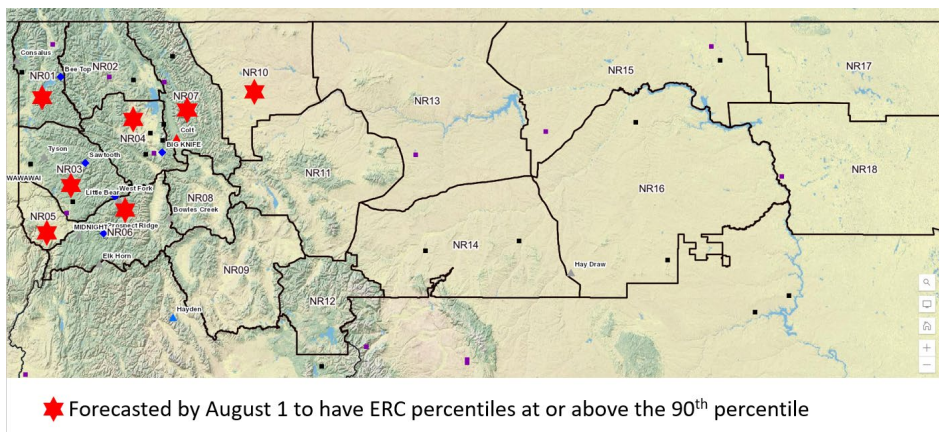 Consalus
Bee Top
NR01
NR02
NR10
NR07
NR15
NR17
NR13
Colt
NR04
BIG KNIFE
Tyson
Sawtooth
NR03
WAWAWAI
Little Bear
West Fork
NR11
NR18
NR08
NR16
Bowles Creek
NR05
MIDNIGHT
Prospect Ridge
NR06
NR14
Elk Horn
NR09
Hay Draw
NR12
Hayden
Forecasted by August 1 to have ERC percentiles at or above the 90th percentile